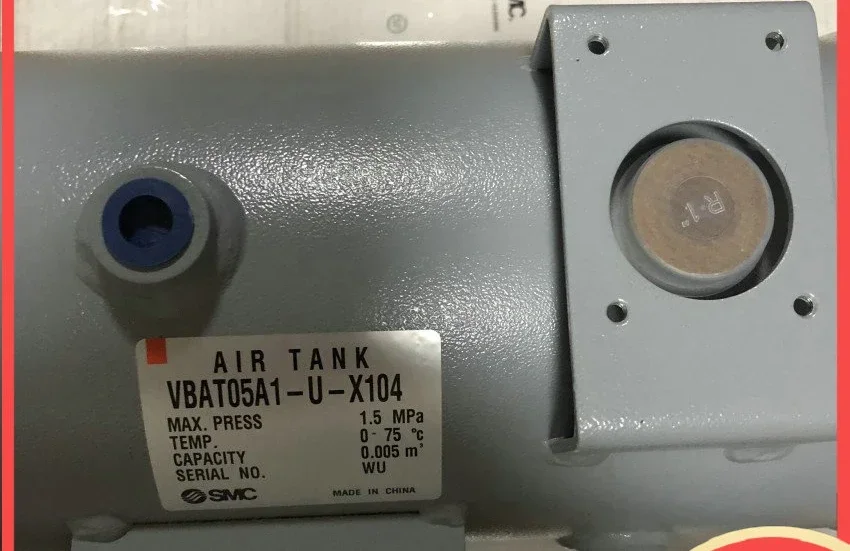 C.
®
R-1"
AIR TANK
VBAT05A1-U-X104
MAX. PRESS 1.5 MPa
TEMP. 0- 75 ℃
CAPACITY 0.005 m³
SERIAL NO. WU
SMC MADE IN CHINA